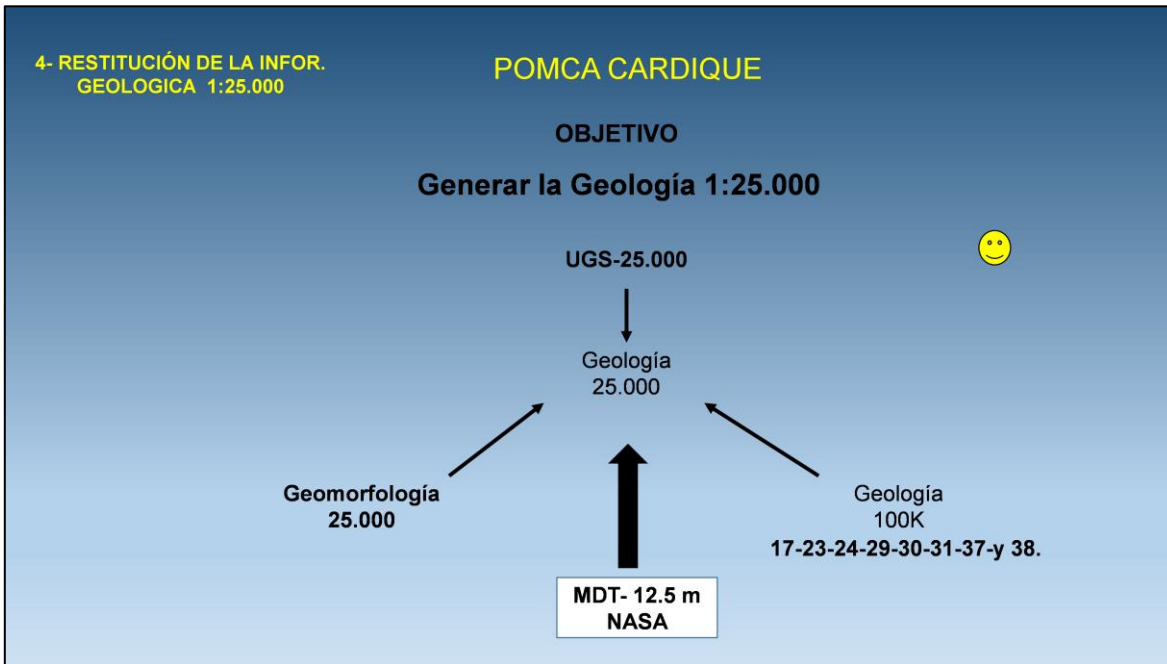 4- RESTITUCIÓN DE LA INFOR.
GEOLOGICA 1:25.000
POMCA CARDIQUE
OBJETIVO
Generar la Geología 1:25.000
UGS-25.000
Geología
25.000
Geomorfología
25.000
Geología
100K
17-23-24-29-30-31-37-y 38.
MDT- 12.5 m
NASA